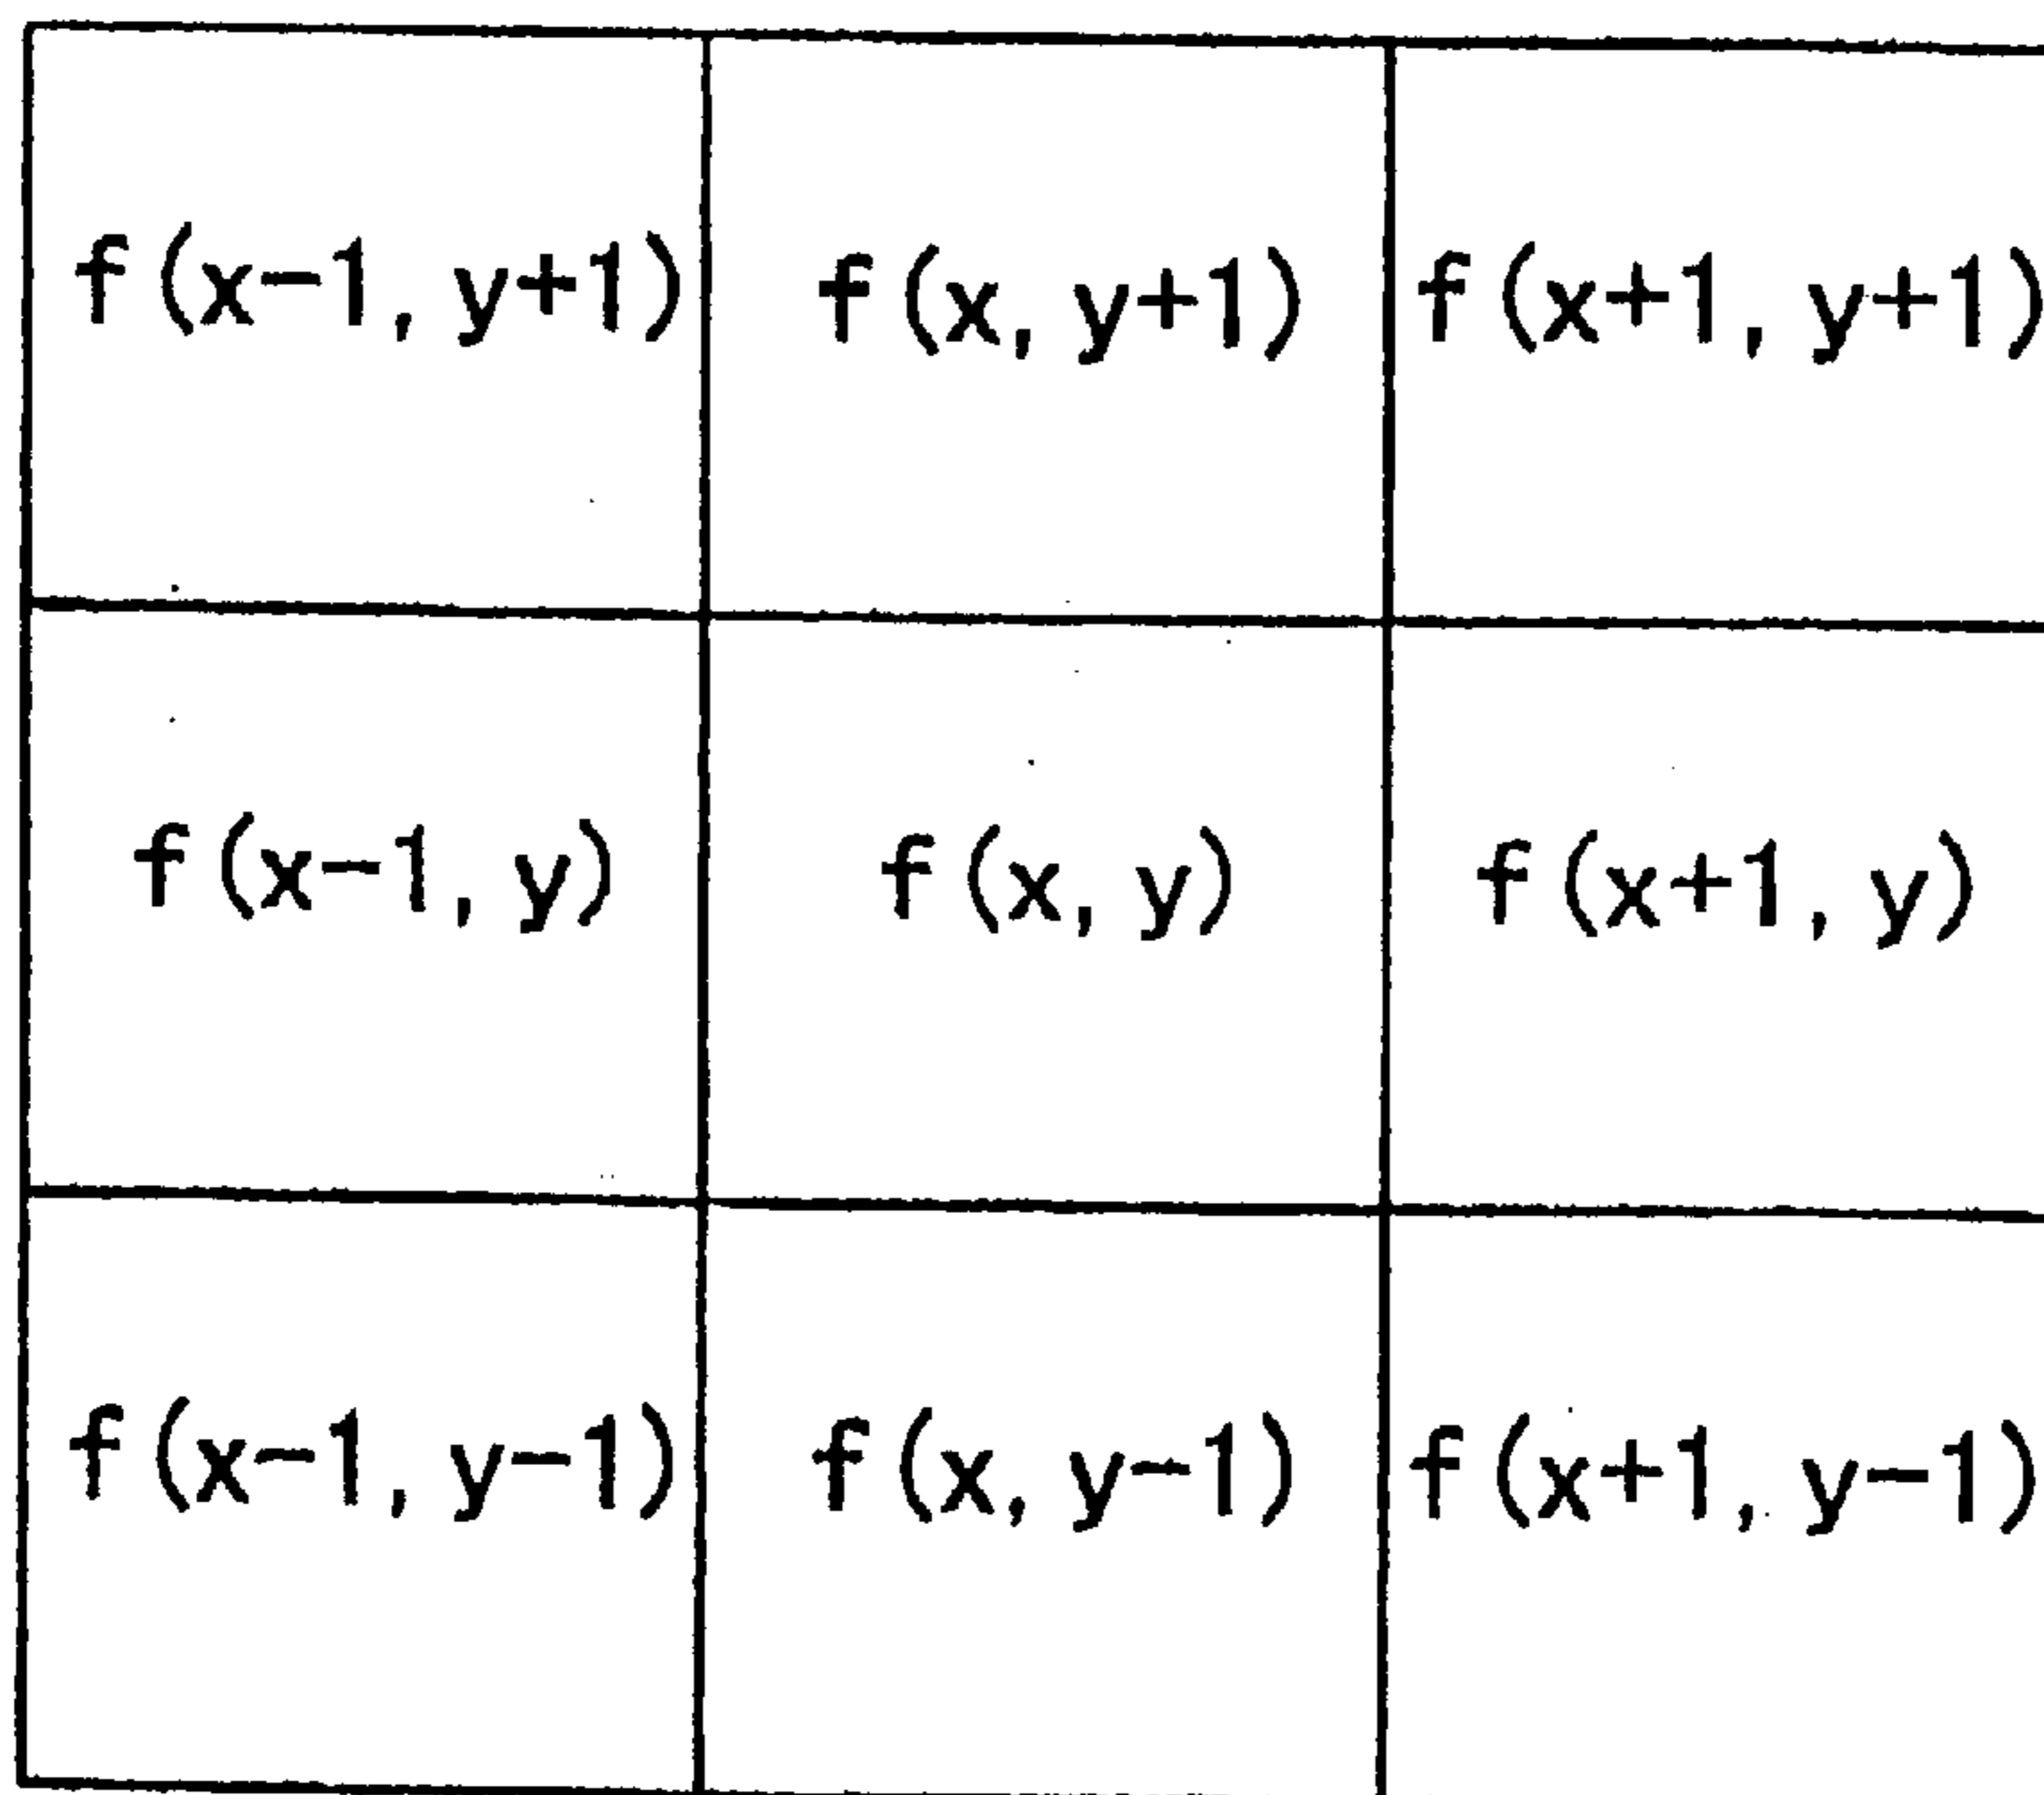 f(x-1, y+1) f(x, y+1) f(x+1, y+1)
f(x-1, y) f(x, y) f(x+1, y)
f(x-1, y-1) f(x, y-1) f(x+1, y-1)